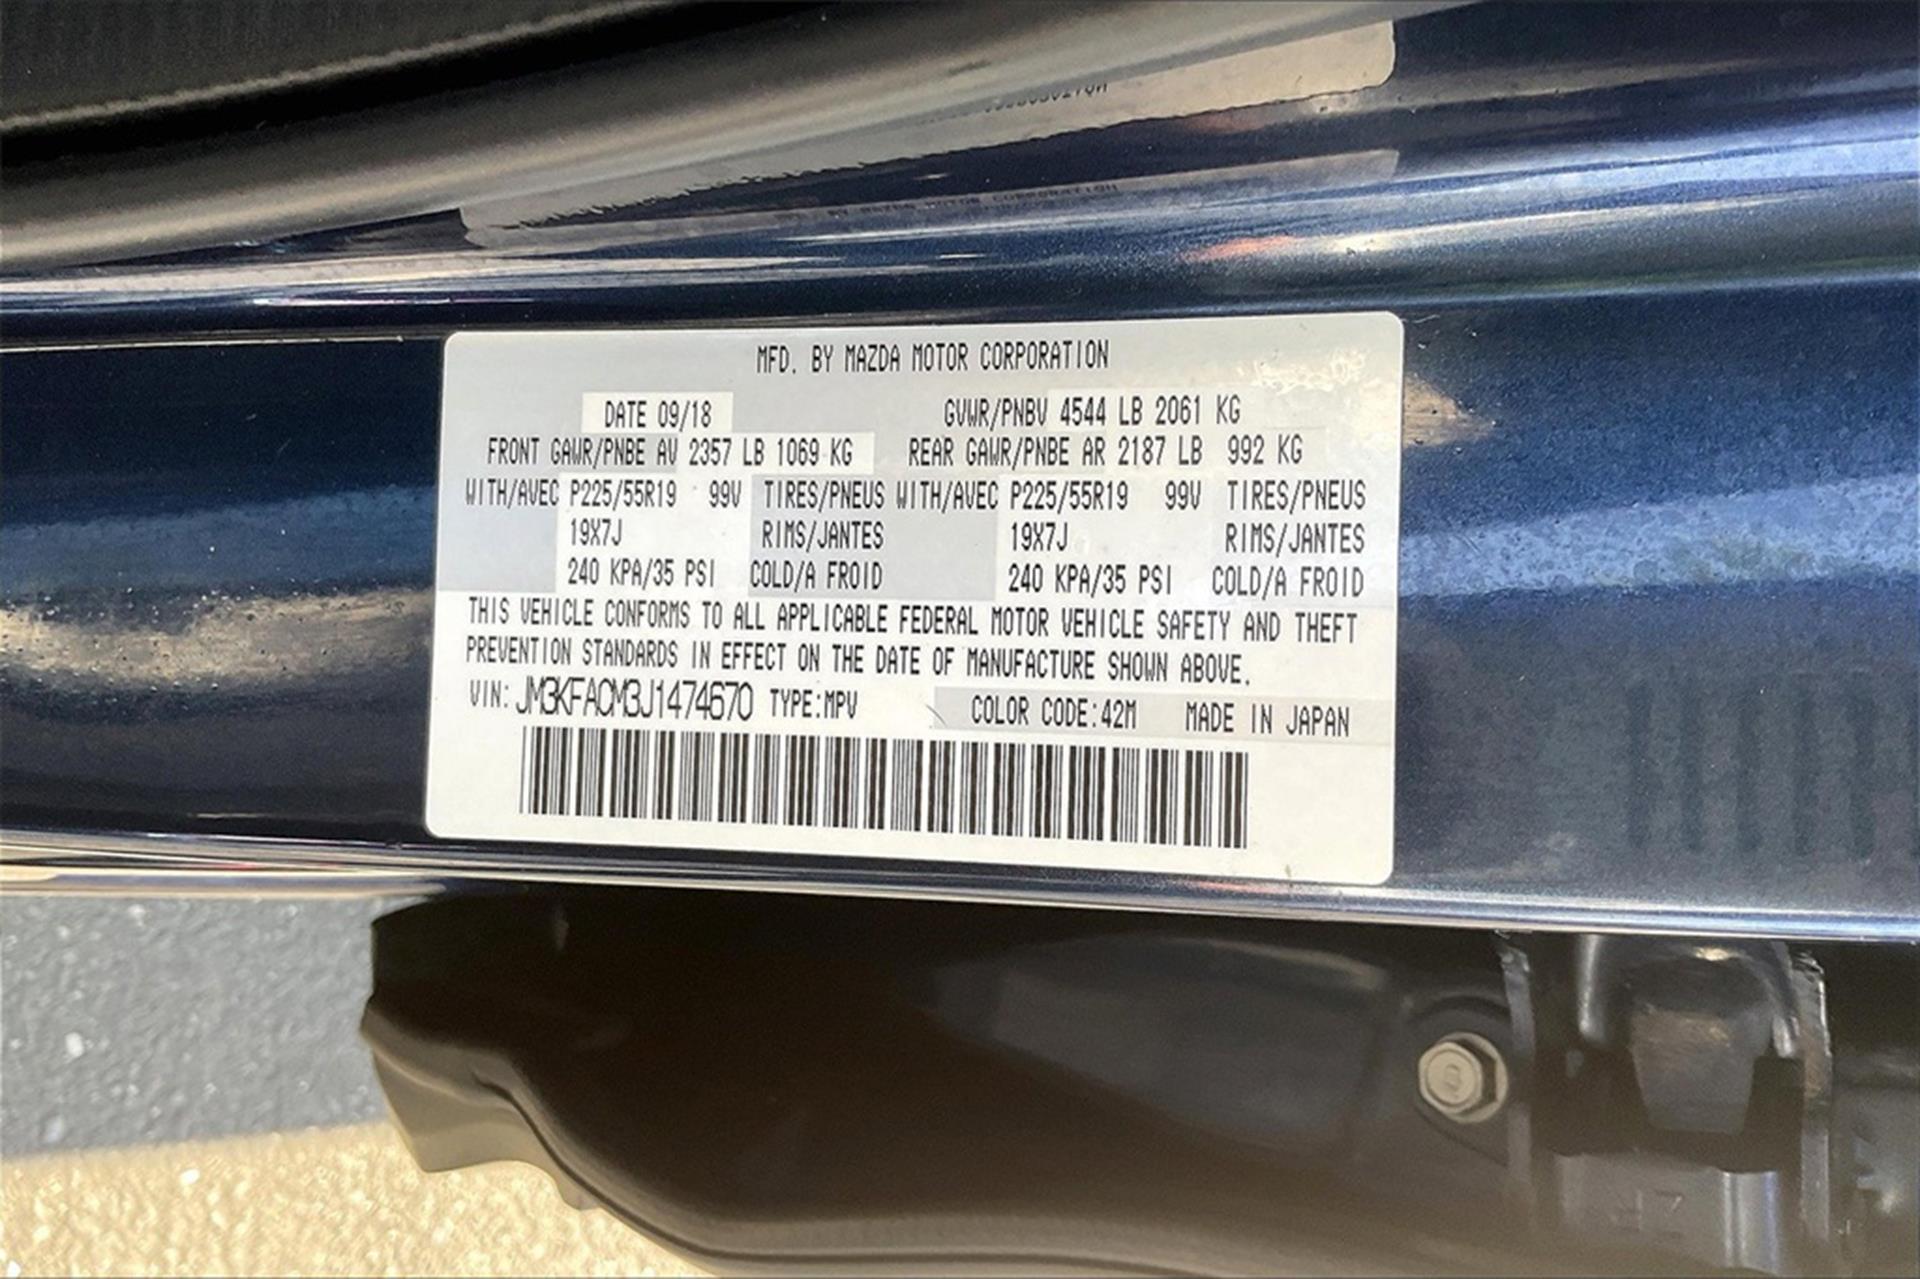 MFD. BY MAZDA MOTOR CORPORATION
DATE 09/18 GVWR/PNBV 4544 LB 2061 KG
FRONT GAWR/PNBE AV 2357 LB 1069 KG REAR GAWR/PNBE AR 2187 LB 992 KG
WITH/AVEC P225/55R19 99V TIRES/PNEUS WITH/AVEC P225/55R19 99V TIRES/PNEUS
19X7J RIMS/JANTES 19X7J RIMS/JANTES
240 KPA/35 PSI COLD/A FROID 240 KPA/35 PSI COLD/A FROID
THIS VEHICLE CONFORMS TO ALL APPLICABLE FEDERAL MOTOR VEHICLE SAFETY AND THEFT
PREVENTION STANDARDS IN EFFECT ON THE DATE OF MANUFACTURE SHOWN ABOVE.
VIN: JM3KFACM3J1474670 TYPE:MPV COLOR CODE:42M MADE IN JAPAN